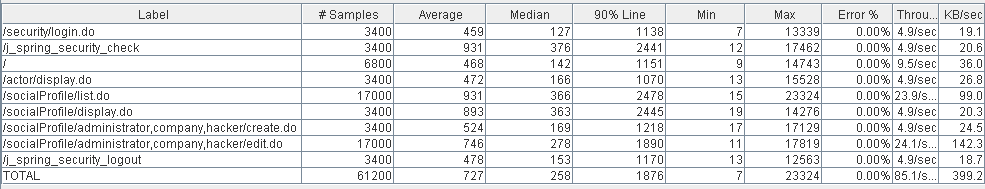 Label # Samples Average Median 90% Line Min Max Error % Throu... KB/sec
/security/login.do 3400 459 127 1138 7 13339 0.00% 4.9/sec 19.1
/j_spring_security_check 3400 931 376 2441 12 17462 0.00% 4.9/sec 20.6
/ 6800 468 142 1151 9 14743 0.00% 9.5/sec 36.0
/actor/display.do 3400 472 166 1070 13 15528 0.00% 4.9/sec 26.8
/socialProfile/list.do 17000 931 366 2478 15 23324 0.00% 23.9/s... 99.0
/socialProfile/display.do 3400 893 363 2445 19 14276 0.00% 4.9/sec 20.3
/socialProfile/administrator,company,hacker/create.do 3400 524 169 1218 17 17129 0.00% 4.9/sec 24.5
/socialProfile/administrator,company,hacker/edit.do 17000 746 278 1890 11 17819 0.00% 24.1/s... 142.3
/j_spring_security_logout 3400 478 153 1170 13 12563 0.00% 4.9/sec 18.7
TOTAL 61200 727 258 1876 7 23324 0.00% 85.1/s... 399.2